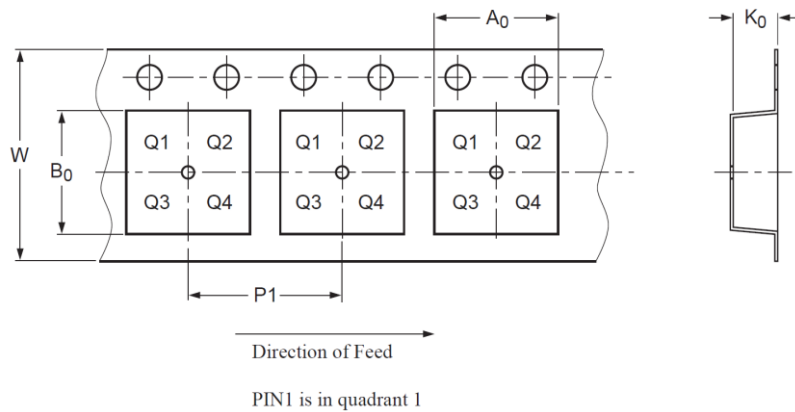 A0
K0
W
B0
Q1 Q2 Q1 Q2 Q1 Q2
Q3 Q4 Q3 Q4 Q3 Q4
P1
Direction of Feed
PIN1 is in quadrant 1